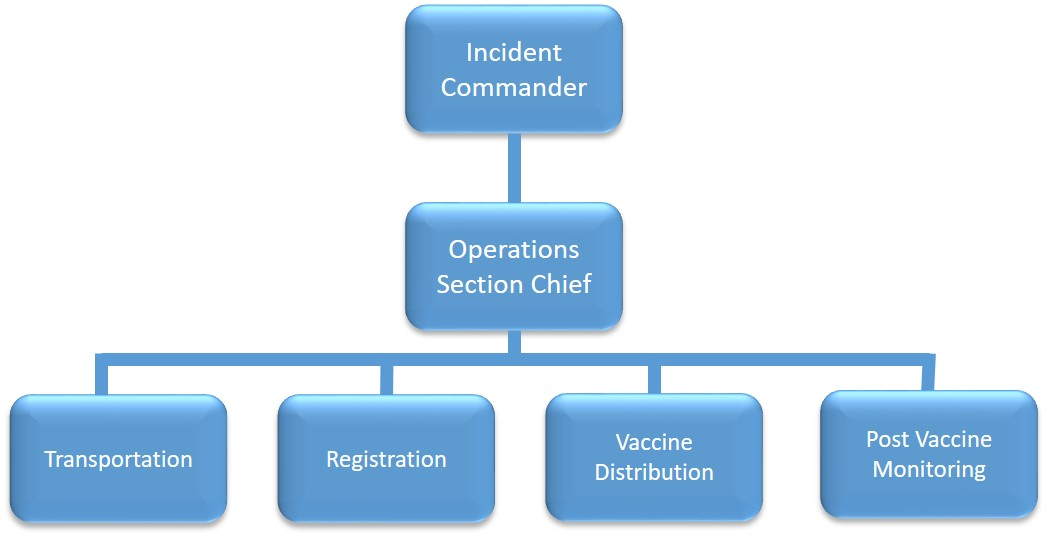 Incident
Commander
Operations
Section Chief
Transportation
Registration
Vaccine
Distribution
Post Vaccine
Monitoring